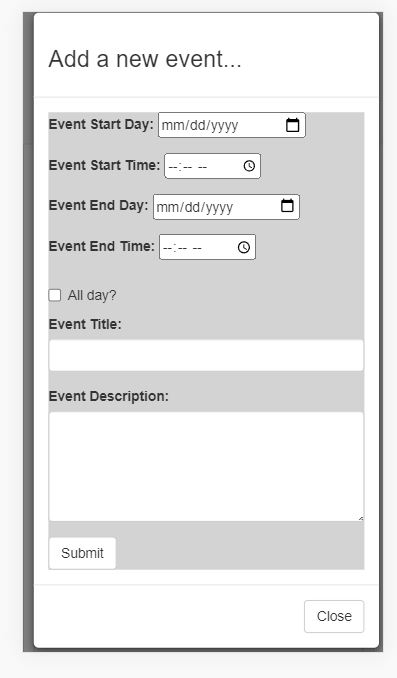 Add a new event...
Event Start Day: mm/dd/yyyy
Event Start Time: --:-- --
Event End Day: mm/dd/yyyy
Event End Time: --:-- --
All day?
Event Title:
Event Description:
Submit
Close